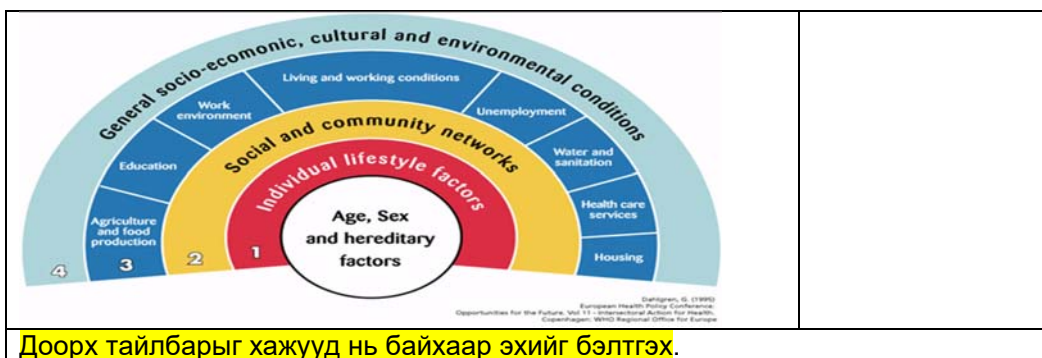 General socio-ecomonic, cultural and environmental conditions
Living and working conditions
Work
environment
Unemployment
Social and community networks
Education
Water and
sanitation
Individual lifestyle factors
Agriculture
and food
production
Health care
services
Age, Sex
and hereditary
factors
Housing
4
3
2
1
Dahlgren, G. (1995)
European Health Policy Conference:
Opportunities for the Future. Vol 11 - Intersectoral Action for Health.
Copenhagen: WHO Regional Office for Europe
Доорх тайлбарыг хажууд нь байхаар эхийг бэлтгэх.